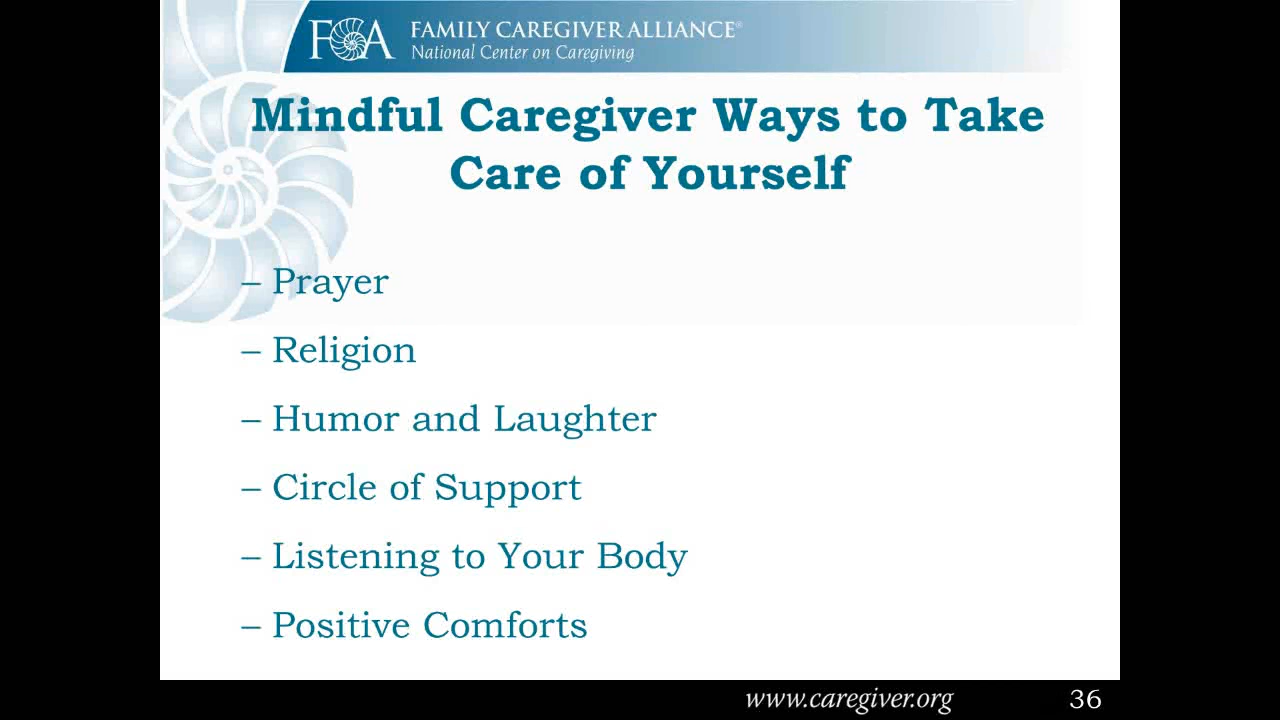 FCA FAMILY CAREGIVER ALLIANCE®
National Center on Caregiving
Mindful Caregiver Ways to Take
Care of Yourself
– Prayer
– Religion
– Humor and Laughter
– Circle of Support
– Listening to Your Body
– Positive Comforts
www.caregiver.org 36